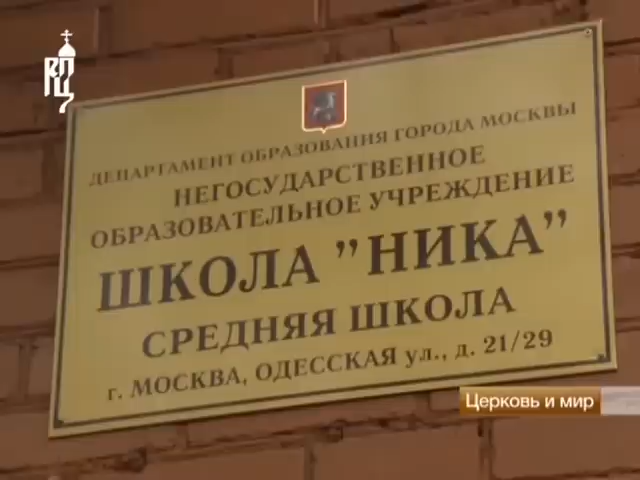 ДЕПАРТАМЕНТ ОБРАЗОВАНИЯ ГОРОДА МОСКВЫ
НЕГОСУДАРСТВЕННОЕ
ОБРАЗОВАТЕЛЬНОЕ УЧРЕЖДЕНИЕ
ШКОЛА "НИКА"
СРЕДНЯЯ ШКОЛА
г. МОСКВА, ОДЕССКАЯ ул., д. 21/29
Церковь и мир